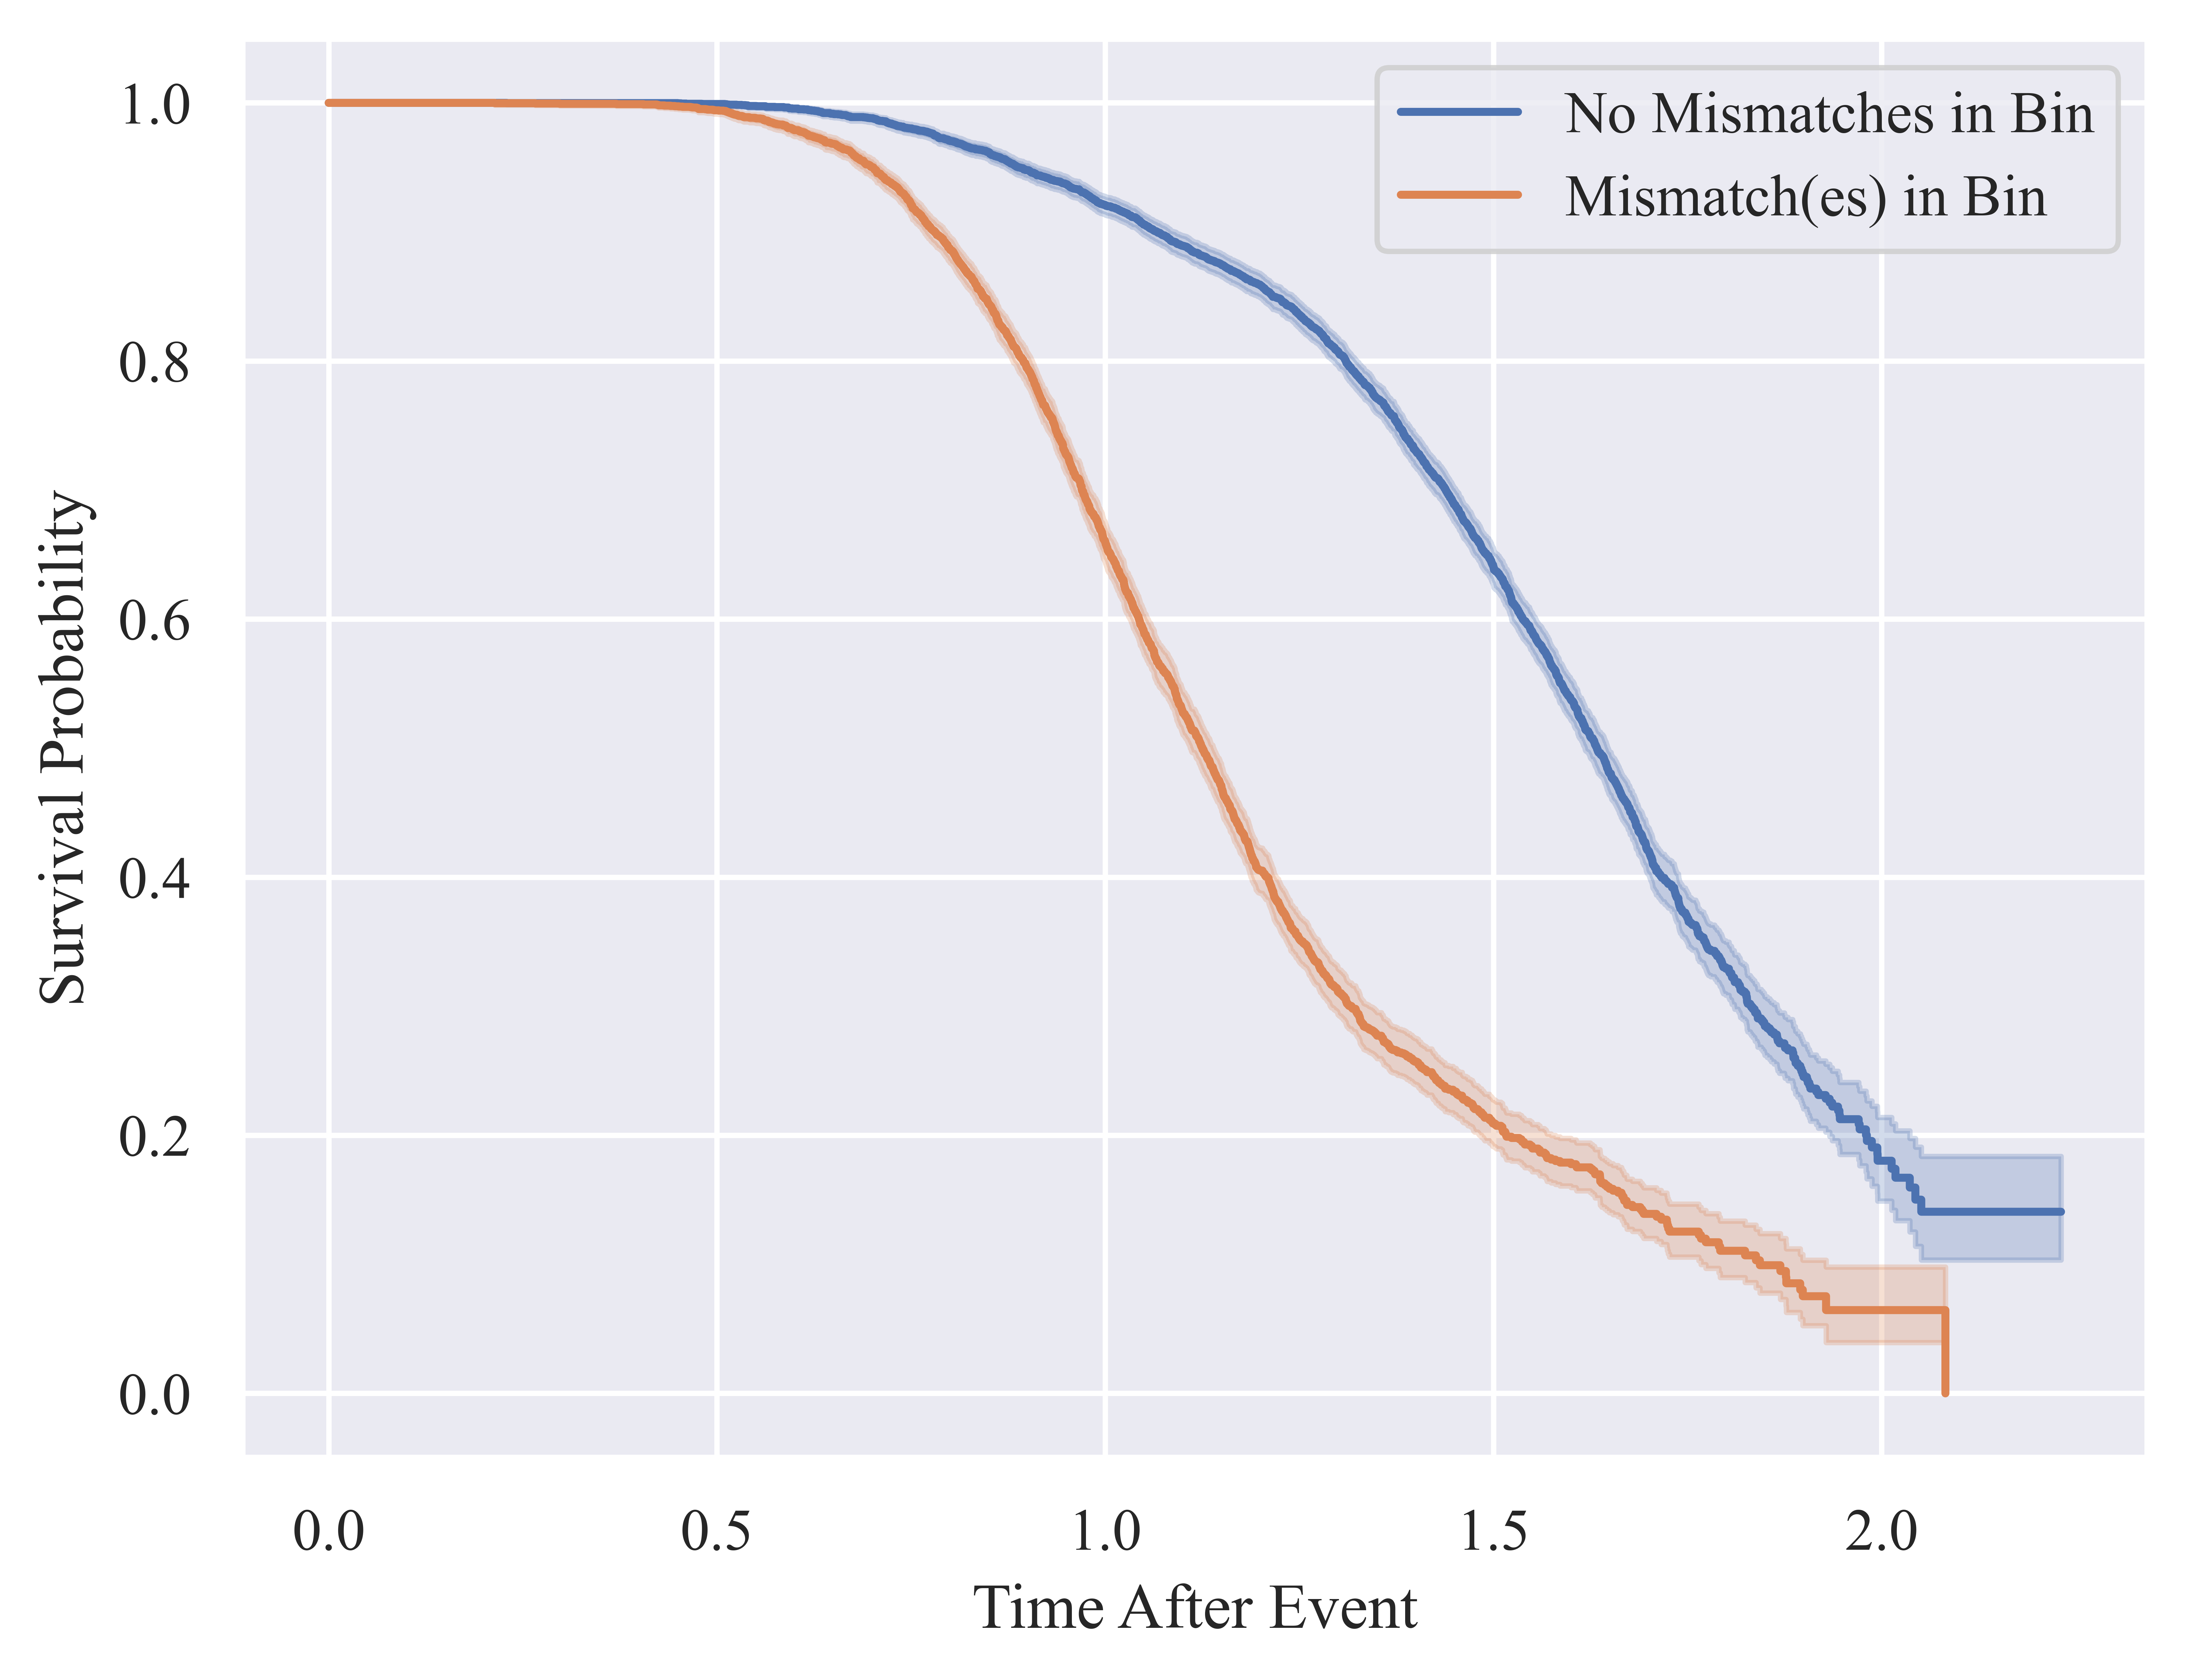 No Mismatches in Bin
Mismatch(es) in Bin
1.0
0.8
0.6
0.4
0.2
0.0
Survival Probability
0.0 0.5 1.0 1.5 2.0
Time After Event